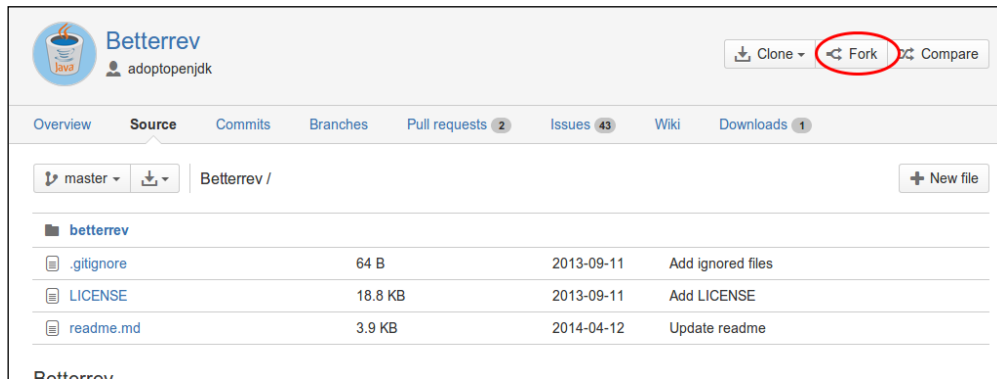 Betterrev
adoptopenjdk
Java
Clone Fork Compare
Overview Source Commits Branches Pull requests 2 Issues 43 Wiki Downloads 1
master Betterrev / New file
betterrev
.gitignore 64 B 2013-09-11 Add ignored files
LICENSE 18.8 KB 2013-09-11 Add LICENSE
readme.md 3.9 KB 2014-04-12 Update readme
Betterrev